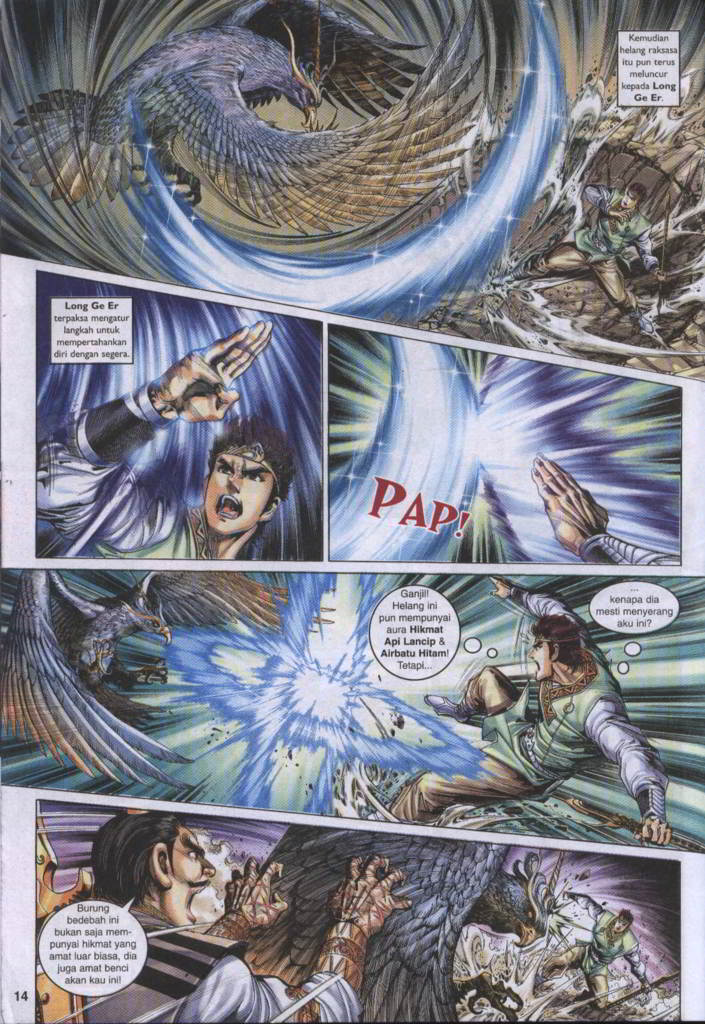 Kemudian
helang raksasa
itu pun terus
meluncur
kepada Long
Ge Er.
Long Ge Er
terpaksa mengatur
langkah untuk
mempertahankan
diri dengan segera.
PAP!
Ganjil!
Helang ini
pun mempunyai
aura Hikmat
Api Lancip &
Airbatu Hitam!
Tetapi...
...
kenapa dia
mesti menyerang
aku ini?
Burung
bedebah ini
bukan saja mem-
punyai hikmat yang
amat luar biasa, dia
juga amat benci
akan kau ini!
14